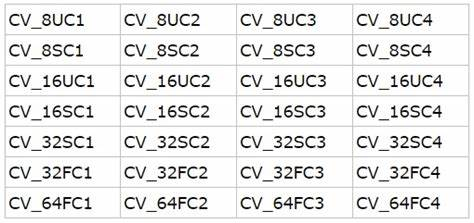 CV_8UC1 CV_8UC2 CV_8UC3 CV_8UC4
CV_8SC1 CV_8SC2 CV_8SC3 CV_8SC4
CV_16UC1 CV_16UC2 CV_16UC3 CV_16UC4
CV_16SC1 CV_16SC2 CV_16SC3 CV_16SC4
CV_32SC1 CV_32SC2 CV_32SC3 CV_32SC4
CV_32FC1 CV_32FC2 CV_32FC3 CV_32FC4
CV_64FC1 CV_64FC2 CV_64FC3 CV_64FC4